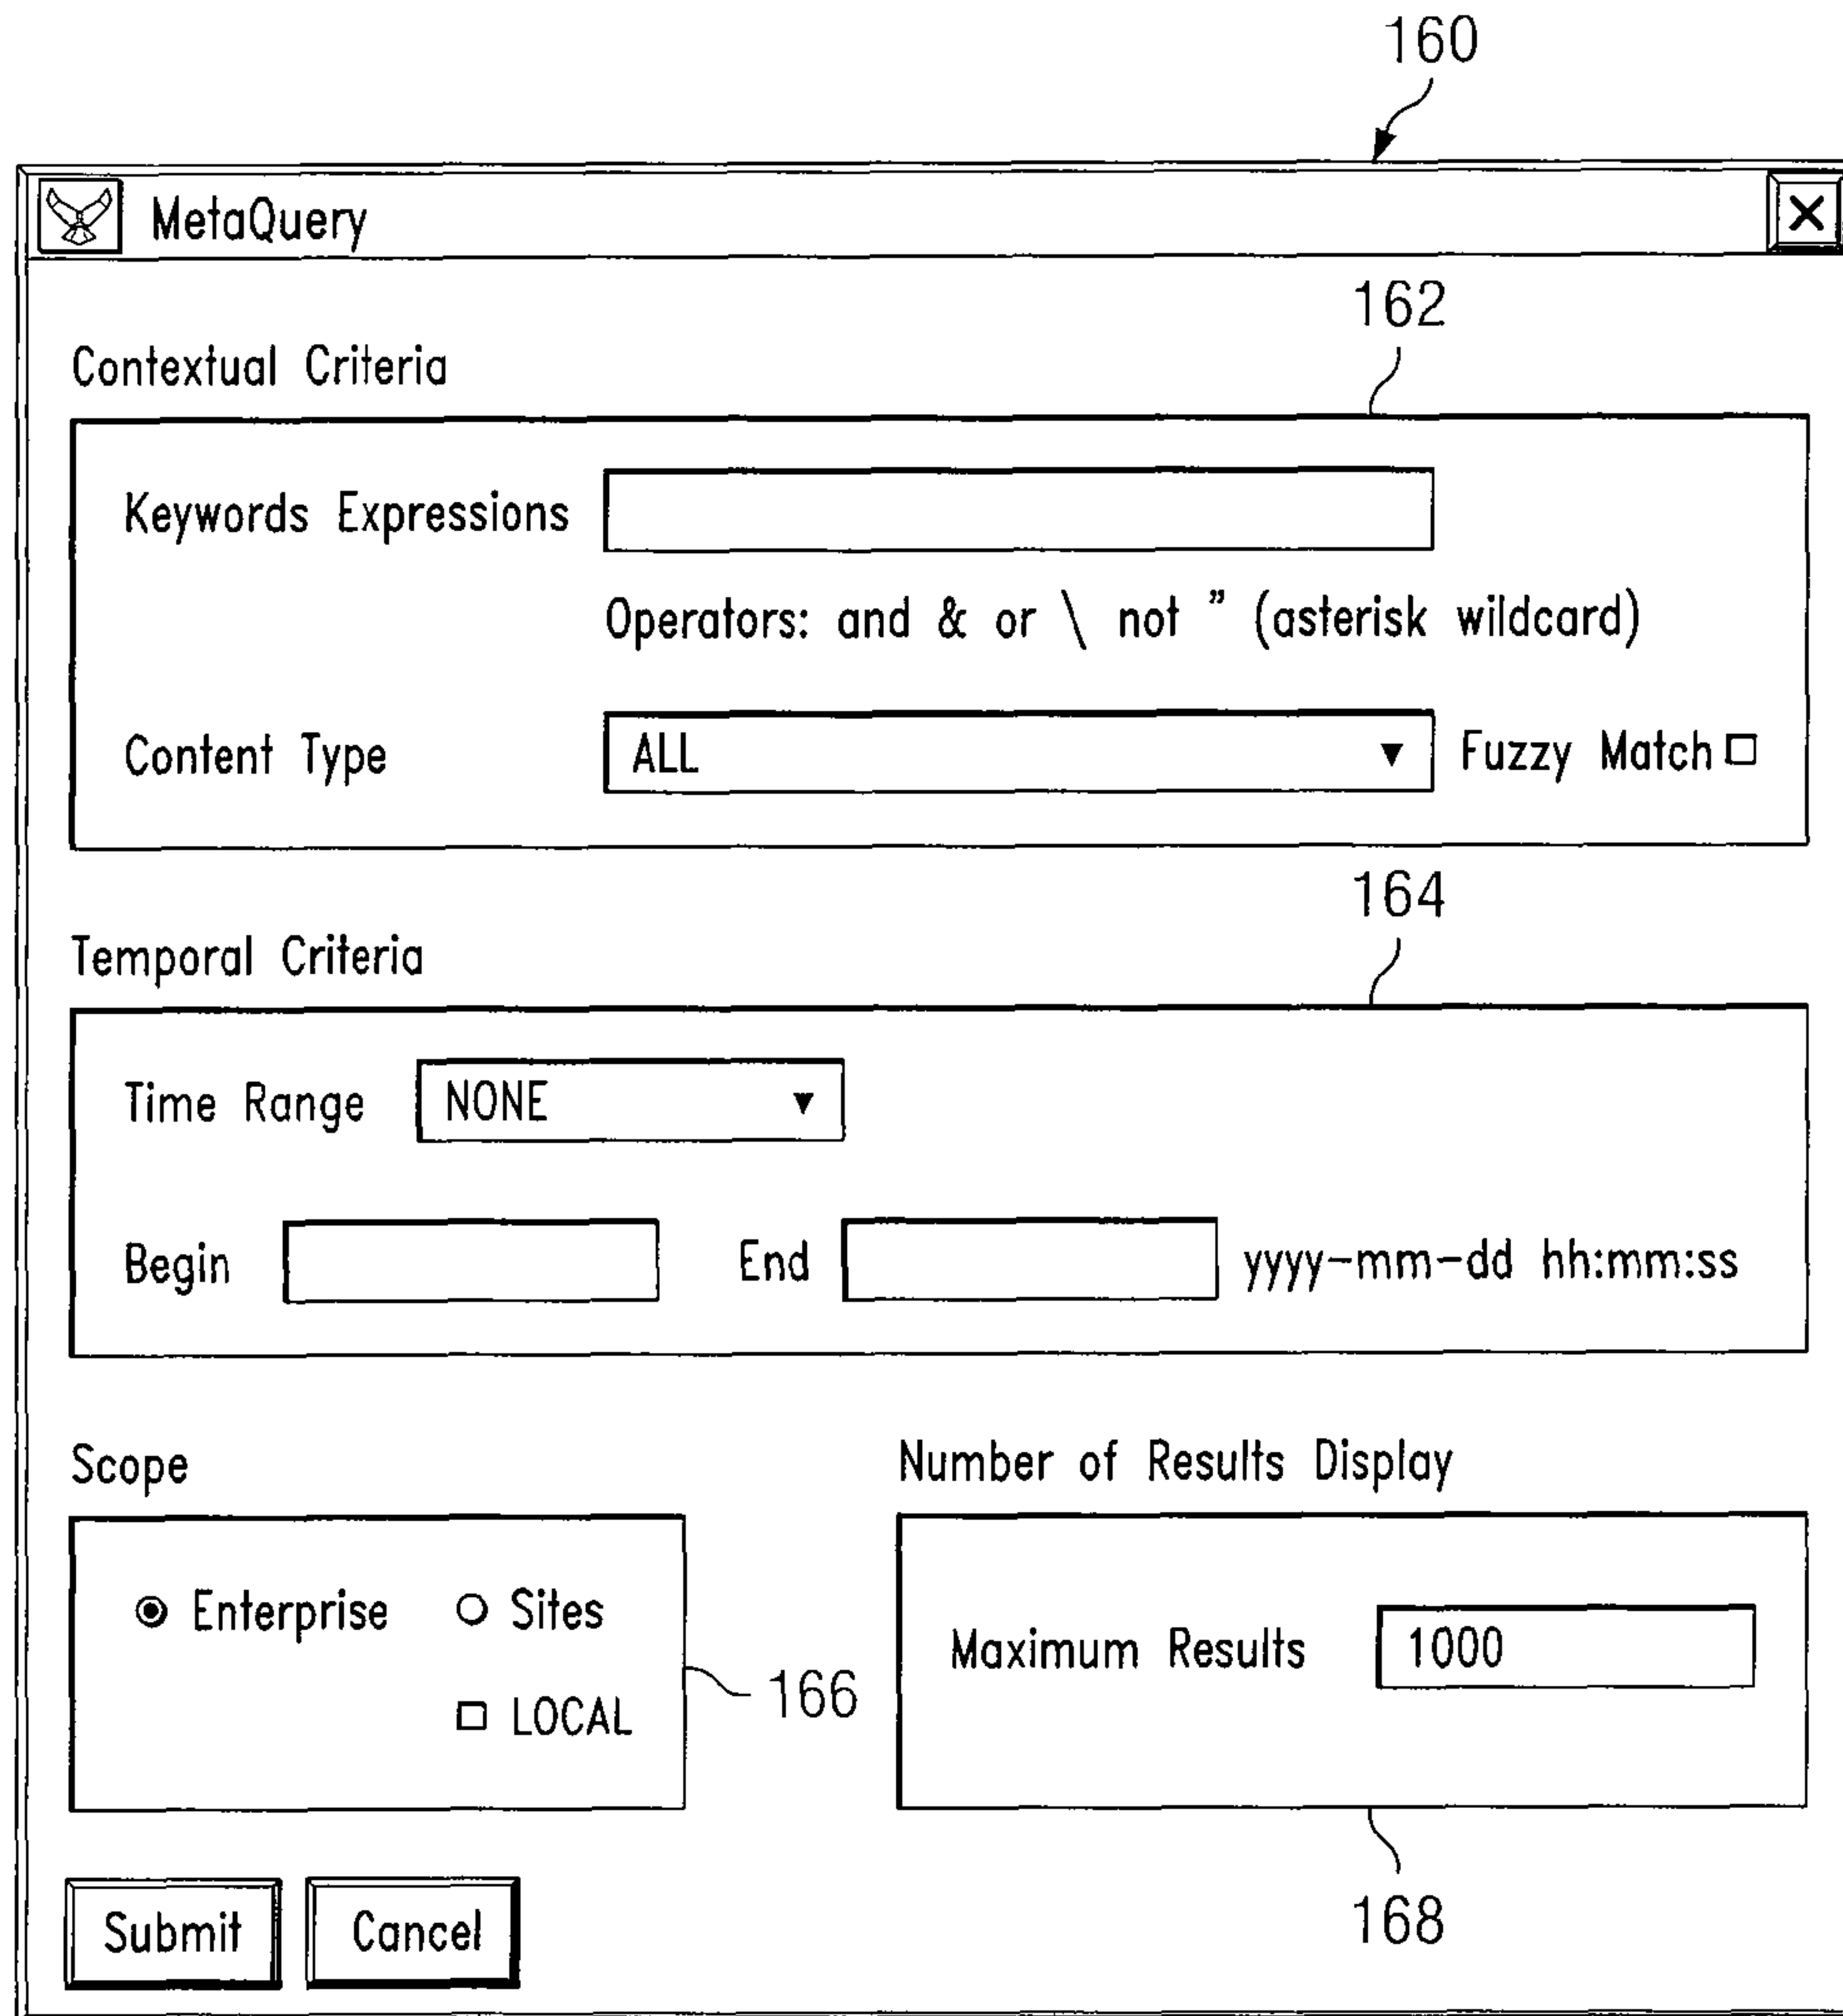 160
MetaQuery
162
Contextual Criteria
Keywords Expressions
Operators: and & or \ not " (asterisk wildcard)
Content Type ALL Fuzzy Match
164
Temporal Criteria
Time Range NONE
Begin End yyyy-mm-dd hh:mm:ss
Scope Number of Results Display
Enterprise Sites
Maximum Results 1000
LOCAL 166
Submit Cancel
168